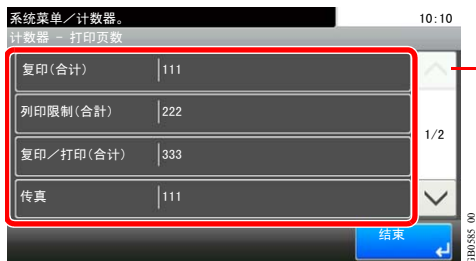 系统菜单／计数器。 10:10
计数器 - 打印页数
复印(合计) 111
列印限制(合計) 222
1/2
复印／打印(合计) 333
传真 111
结束
GB0585_00